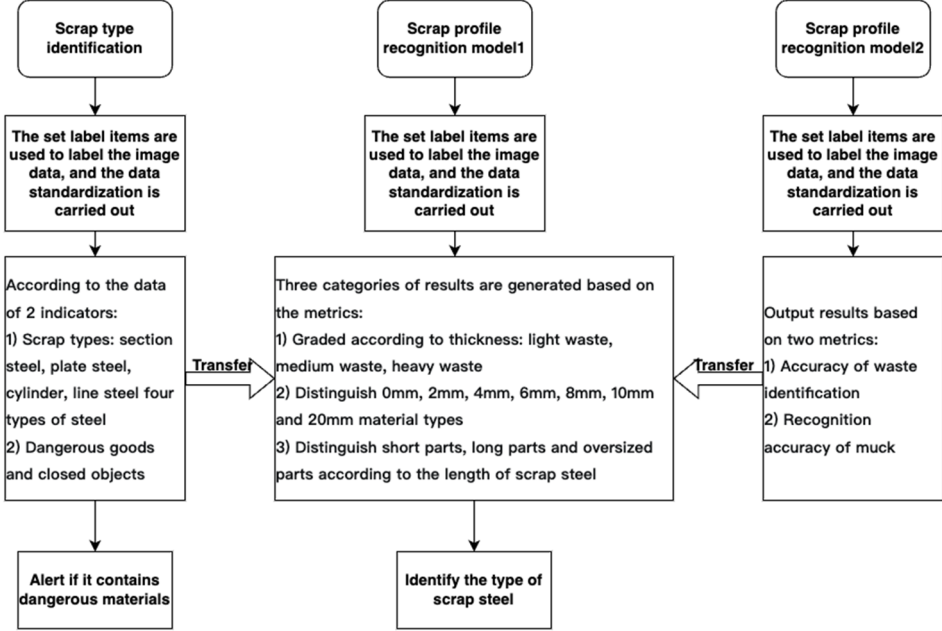 Scrap type
identification
The set label items are
used to label the image
data, and the data
standardization is
carried out
According to the data
of 2 indicators:
1) Scrap types: section
steel, plate steel,
cylinder, line steel four
types of steel
2) Dangerous goods
and closed objects
Transfer
Alert if it contains
dangerous materials
Scrap profile
recognition model1
The set label items are
used to label the image
data, and the data
standardization is
carried out
Three categories of results are generated based on
the metrics:
1) Graded according to thickness: light waste,
medium waste, heavy waste
2) Distinguish 0mm, 2mm, 4mm, 6mm, 8mm, 10mm
and 20mm material types
3) Distinguish short parts, long parts and oversized
parts according to the length of scrap steel
Identify the type of
scrap steel
Transfer
Scrap profile
recognition model2
The set label items are
used to label the image
data, and the data
standardization is
carried out
Output results based
on two metrics:
1) Accuracy of waste
identification
2) Recognition
accuracy of muck